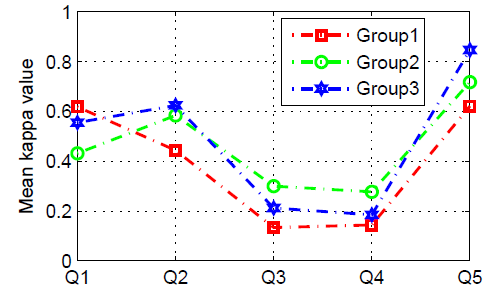 1
Group1
Group2
Group3
0.8
0.6
0.4
0.2
0
Mean kappa value
Q1 Q2 Q3 Q4 Q5